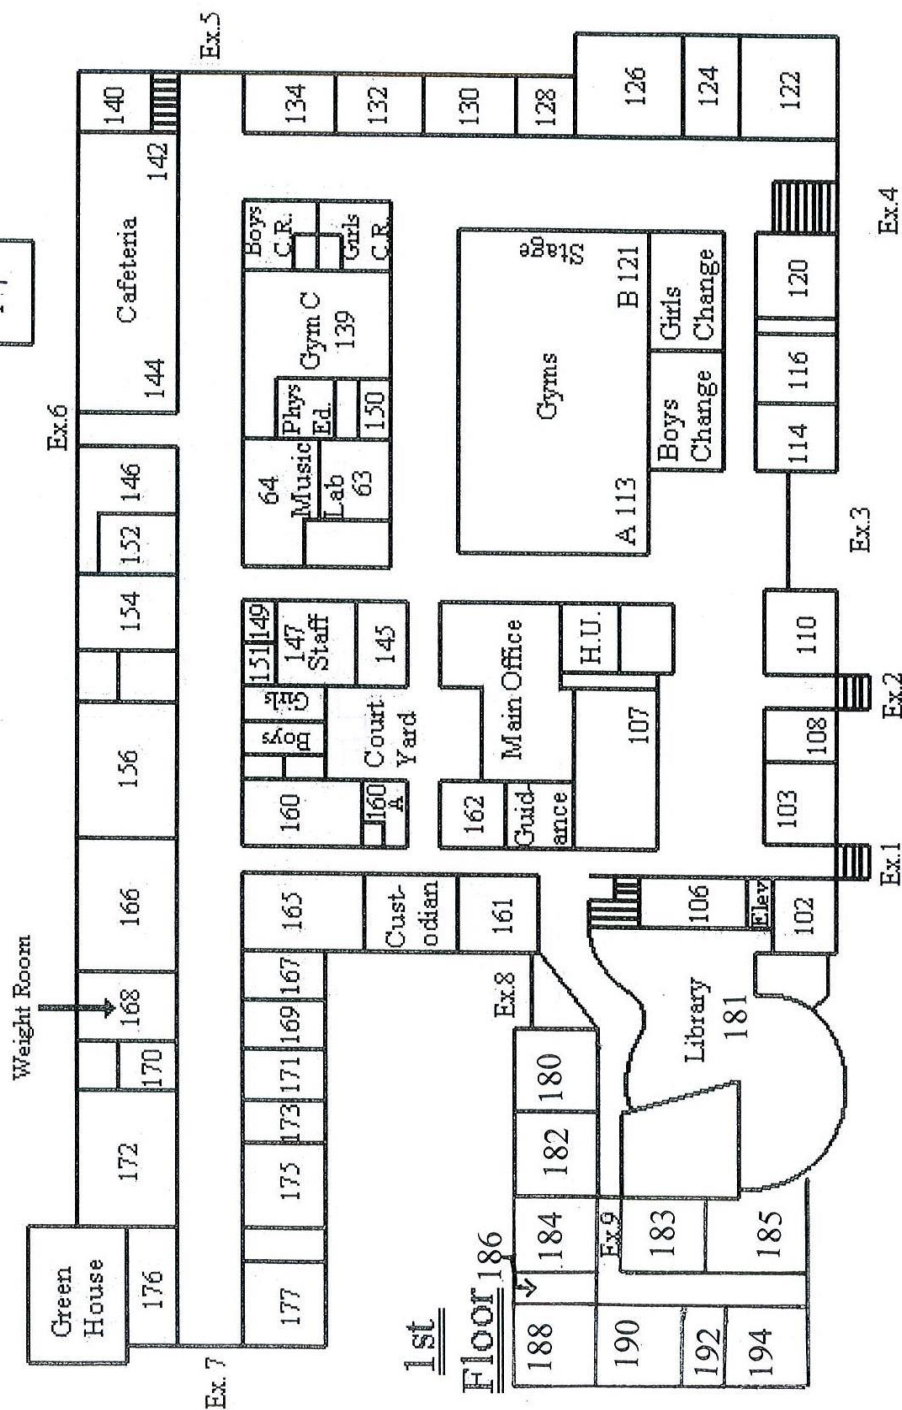 Weight Room
Ex.6
Green
House
172
168
166
156
154
152
146
144
Cafeteria
142
140
176
170
Ex. 7
Ex.5
177
175
173
171
169
167
165
160
160
A
Boys
Girls
151
149
147
Staff
145
Court
Yard
64
Music
Lab
63
Phys
Ed.
150
Gym C
139
Boys
C.R.
Girls
C.R.
134
132
130
128
126
124
122
Cust-
odian
161
1st
Floor
186
Ex.8
162
Guid-
ance
Main Office
H.U.
107
Gyms
Stage
A 113
B 121
Boys
Change
Girls
Change
188
184
182
180
190
Ex.9
183
185
192
194
Library
181
106
Elev
102
103
108
110
114
116
120
Ex.1
Ex.2
Ex.3
Ex.4